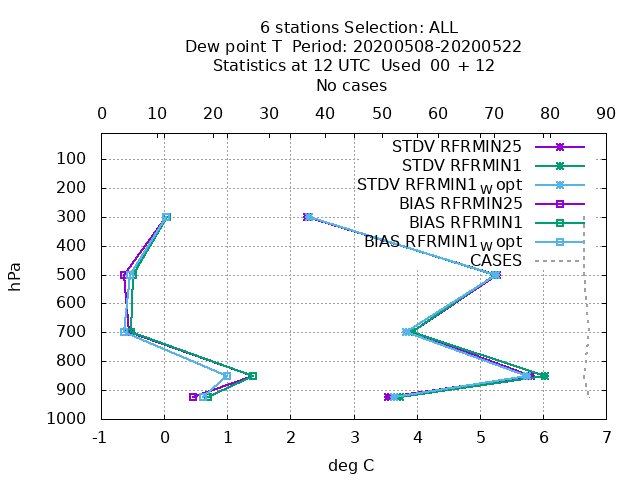 6 stations Selection: ALL
Dew point T  Period: 20200508-20200522
Statistics at 12 UTC  Used  00 + 12
No cases
0 10 20 30 40 50 60 70 80 90
STDV RFRMIN25
STDV RFRMIN1
STDV RFRMIN1_W opt
BIAS RFRMIN25
BIAS RFRMIN1
BIAS RFRMIN1_W opt
CASES
100
200
300
400
500
600
700
800
900
1000
hPa
-1 0 1 2 3 4 5 6 7
deg C